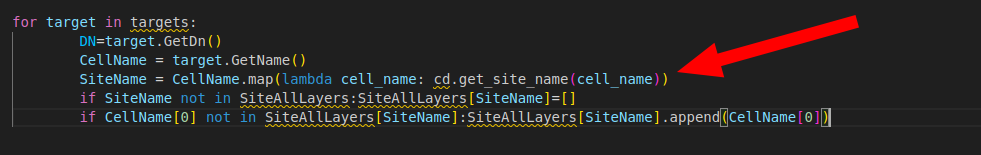 for target in targets:
DN=target.GetDn()
CellName = target.GetName()
SiteName = CellName.map(lambda cell_name: cd.get_site_name(cell_name))
if SiteName not in SiteAllLayers:SiteAllLayers[SiteName]=[]
if CellName[0] not in SiteAllLayers[SiteName]:SiteAllLayers[SiteName].append(CellName[0])